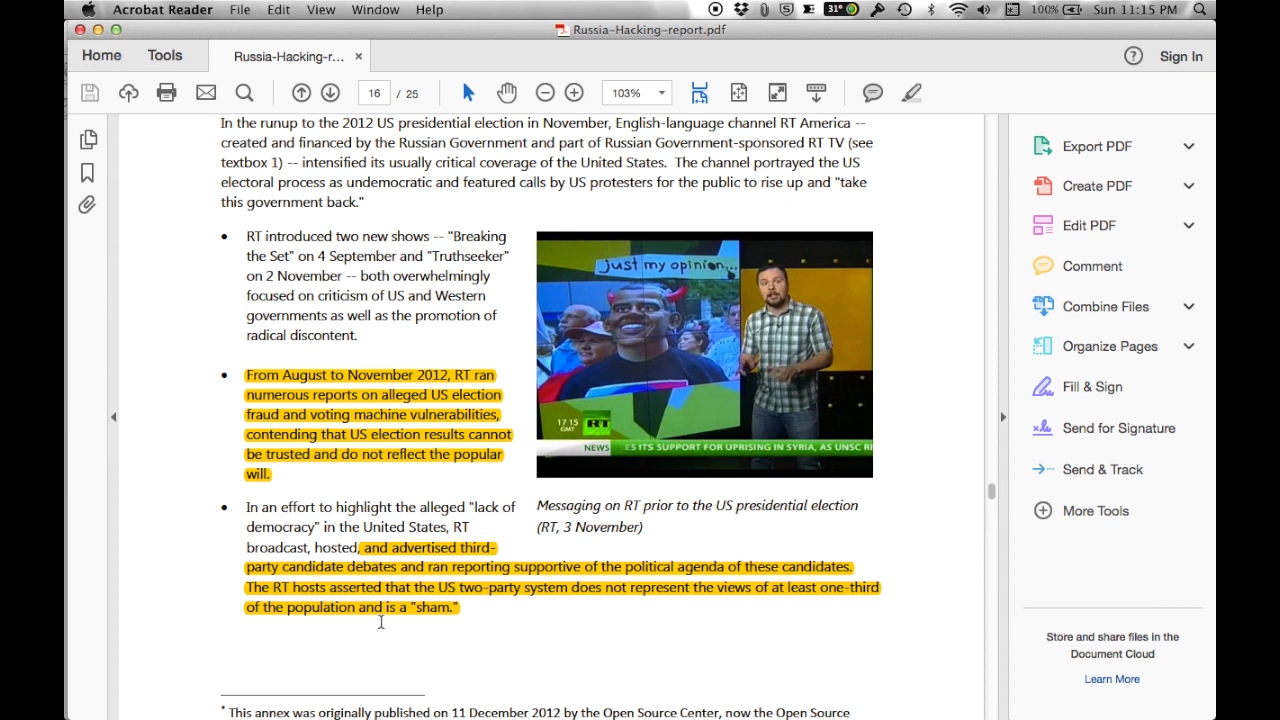 Acrobat Reader File Edit View Window Help 31° 100% Sun 11:15 PM
Russia-Hacking-report.pdf
Home Tools Russia-Hacking-r... × ? Sign In
16 / 25 103%
In the runup to the 2012 US presidential election in November, English-language channel RT America --
created and financed by the Russian Government and part of Russian Government-sponsored RT TV (see
textbox 1) -- intensified its usually critical coverage of the United States. The channel portrayed the US
electoral process as undemocratic and featured calls by US protesters for the public to rise up and "take
this government back."
• RT introduced two new shows -- "Breaking
the Set" on 4 September and "Truthseeker"
on 2 November -- both overwhelmingly
focused on criticism of US and Western
governments as well as the promotion of
radical discontent.
• From August to November 2012, RT ran
numerous reports on alleged US election
fraud and voting machine vulnerabilities,
contending that US election results cannot
be trusted and do not reflect the popular
will.
• In an effort to highlight the alleged "lack of
democracy" in the United States, RT
broadcast, hosted, and advertised third-
party candidate debates and ran reporting supportive of the political agenda of these candidates.
The RT hosts asserted that the US two-party system does not represent the views of at least one-third
of the population and is a "sham."
just my opinion...
17 15
GMT
RT
NEWS ES ITS SUPPORT FOR UPRISING IN SYRIA, AS UNSC RE
Messaging on RT prior to the US presidential election
(RT, 3 November)
* This annex was originally published on 11 December 2012 by the Open Source Center, now the Open Source
Export PDF
Create PDF
Edit PDF
Comment
Combine Files
Organize Pages
Fill & Sign
Send for Signature
Send & Track
More Tools
Store and share files in the
Document Cloud
Learn More